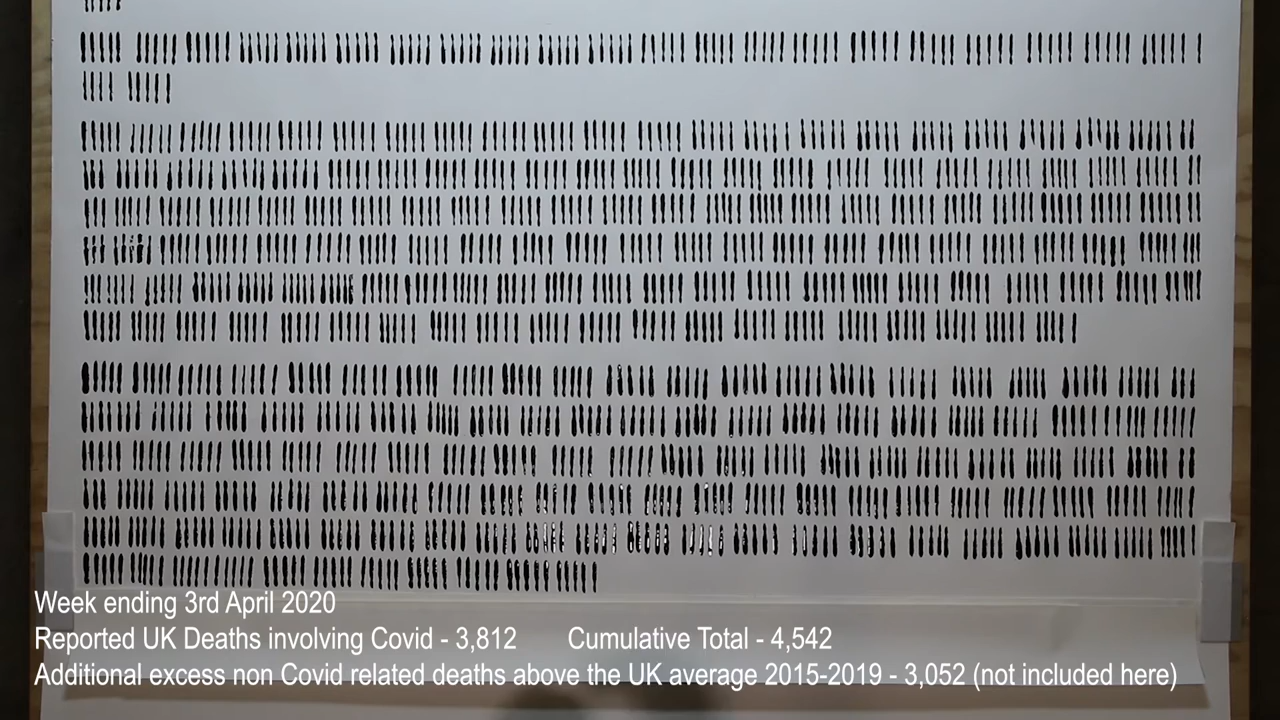 Week ending 3rd April 2020
Reported UK Deaths involving Covid - 3,812 Cumulative Total - 4,542
Additional excess non Covid related deaths above the UK average 2015-2019 - 3,052 (not included here)